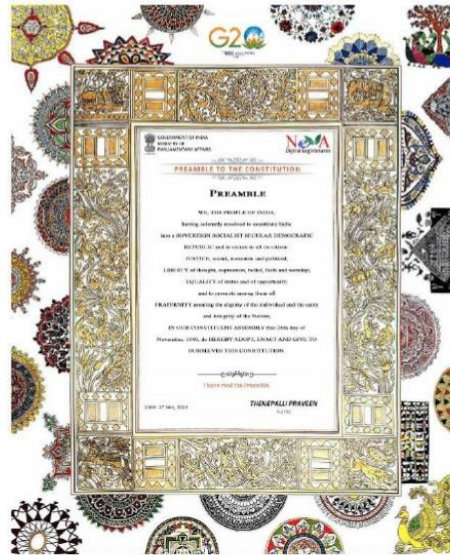 G20
GOVERNMENT OF INDIA
MINISTRY OF
PARLIAMENTARY AFFAIRS
NeVA
Digital Legislatures
PREAMBLE TO THE CONSTITUTION
PREAMBLE
WE, THE PEOPLE OF INDIA,
having solemnly resolved to constitute India
into a SOVEREIGN SOCIALIST SECULAR DEMOCRATIC
REPUBLIC and to secure to all its citizens
JUSTICE, social, economic and political;
LIBERTY of thought, expression, belief, faith and worship;
EQUALITY of status and of opportunity;
and to promote among them all
FRATERNITY assuring the dignity of the individual and the unity
and integrity of the Nation;
IN OUR CONSTITUENT ASSEMBLY this 26th day of
November, 1949, do HEREBY ADOPT, ENACT AND GIVE TO
OURSELVES THIS CONSTITUTION
I have read the Preamble.
THENEPALLI PRAVEEN